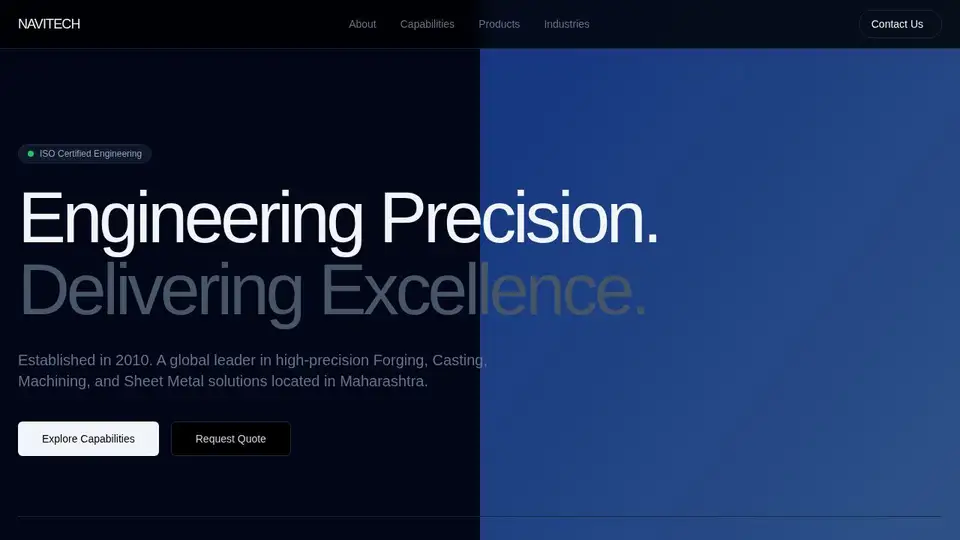 NAVITECH
About Capabilities Products Industries
Contact Us
ISO Certified Engineering
Engineering Precision.
Delivering Excellence.
Established in 2010. A global leader in high-precision Forging, Casting,
Machining, and Sheet Metal solutions located in Maharashtra.
Explore Capabilities
Request Quote